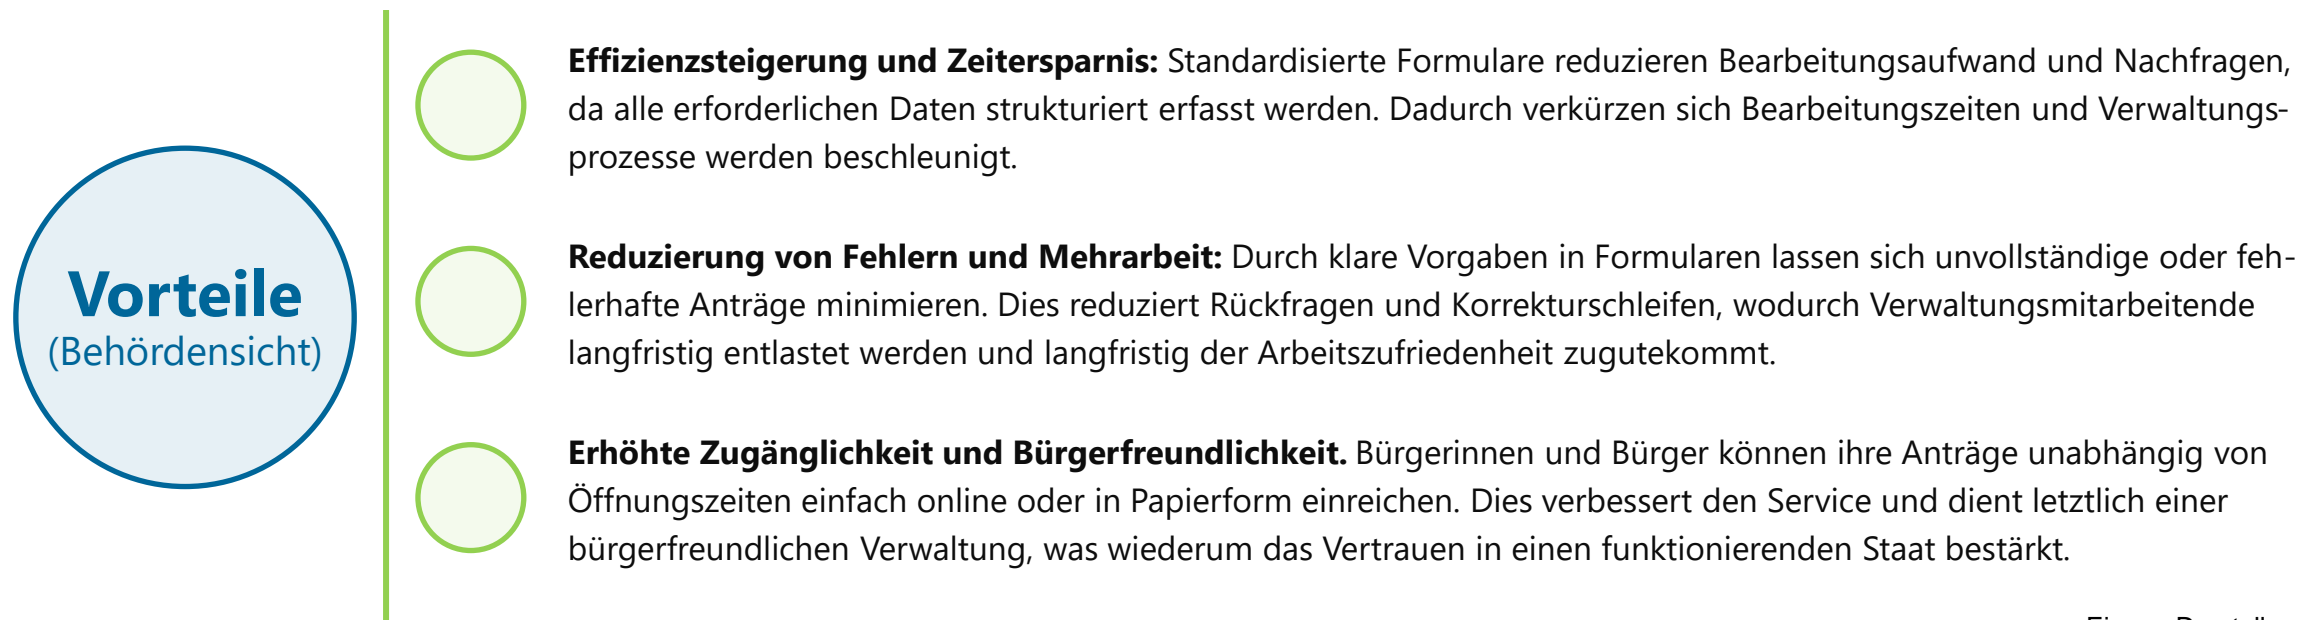 Vorteile
(Behördensicht)
Effizienzsteigerung und Zeitersparnis: Standardisierte Formulare reduzieren Bearbeitungsaufwand und Nachfragen,
da alle erforderlichen Daten strukturiert erfasst werden. Dadurch verkürzen sich Bearbeitungszeiten und Verwaltungs-
prozesse werden beschleunigt.
Reduzierung von Fehlern und Mehrarbeit: Durch klare Vorgaben in Formularen lassen sich unvollständige oder feh-
lerhafte Anträge minimieren. Dies reduziert Rückfragen und Korrekturschleifen, wodurch Verwaltungsmitarbeitende
langfristig entlastet werden und langfristig der Arbeitszufriedenheit zugutekommt.
Erhöhte Zugänglichkeit und Bürgerfreundlichkeit. Bürgerinnen und Bürger können ihre Anträge unabhängig von
Öffnungszeiten einfach online oder in Papierform einreichen. Dies verbessert den Service und dient letztlich einer
bürgerfreundlichen Verwaltung, was wiederum das Vertrauen in einen funktionierenden Staat bestärkt.